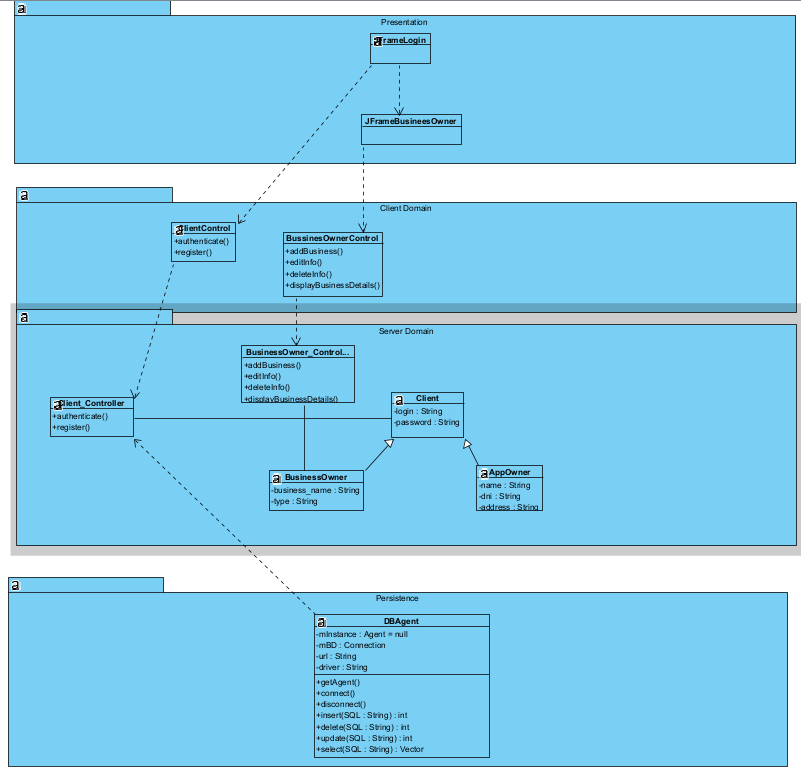 a
Presentation
JFrameLogin
JFrameBusineesOwner
a
Client Domain
ClientControl
+authenticate()
+register()
BussinesOwnerControl
+addBusiness()
+editInfo()
+deleteInfo()
+displayBusinessDetails()
a
Server Domain
BusinessOwner_Control...
+addBusiness()
+editInfo()
+deleteInfo()
+displayBusinessDetails()
Client_Controller
+authenticate()
+register()
a
Client
-login : String
-password : String
a
BusinessOwner
-business_name : String
-type : String
a
AppOwner
-name : String
-dni : String
-address : String
a
Persistence
a
DBAgent
-mInstance : Agent = null
-mBD : Connection
-url : String
-driver : String
+getAgent()
+connect()
+disconnect()
+insert(SQL : String) : int
+delete(SQL : String) : int
+update(SQL : String) : int
+select(SQL : String) : Vector